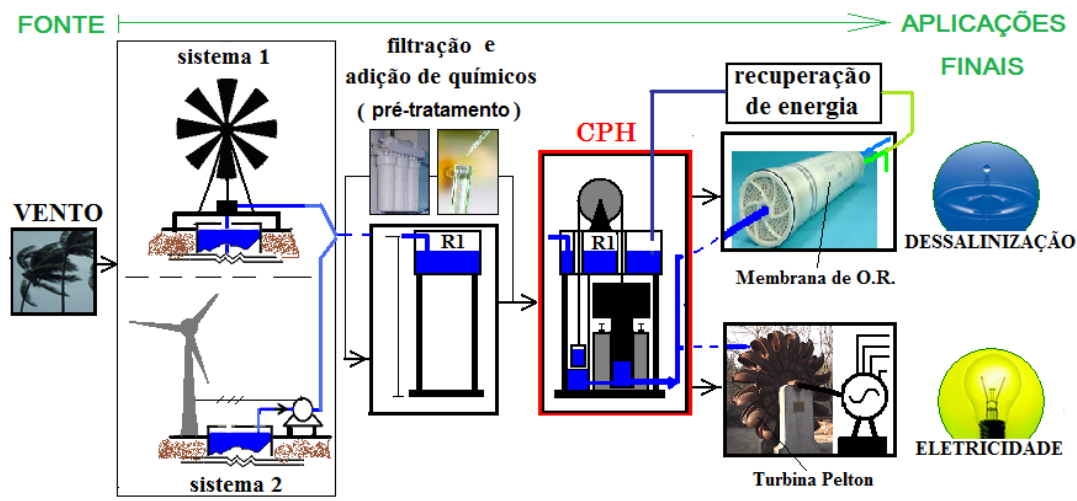 FONTE
APLICAÇÕES
FINAIS
sistema 1
filtração e
adição de químicos
( pré-tratamento)
recuperação
de energia
CPH
VENTO
R1
R1
DESSALINIZAÇÃO
Membrana de O.R.
sistema 2
Turbina Pelton
ELETRICIDADE